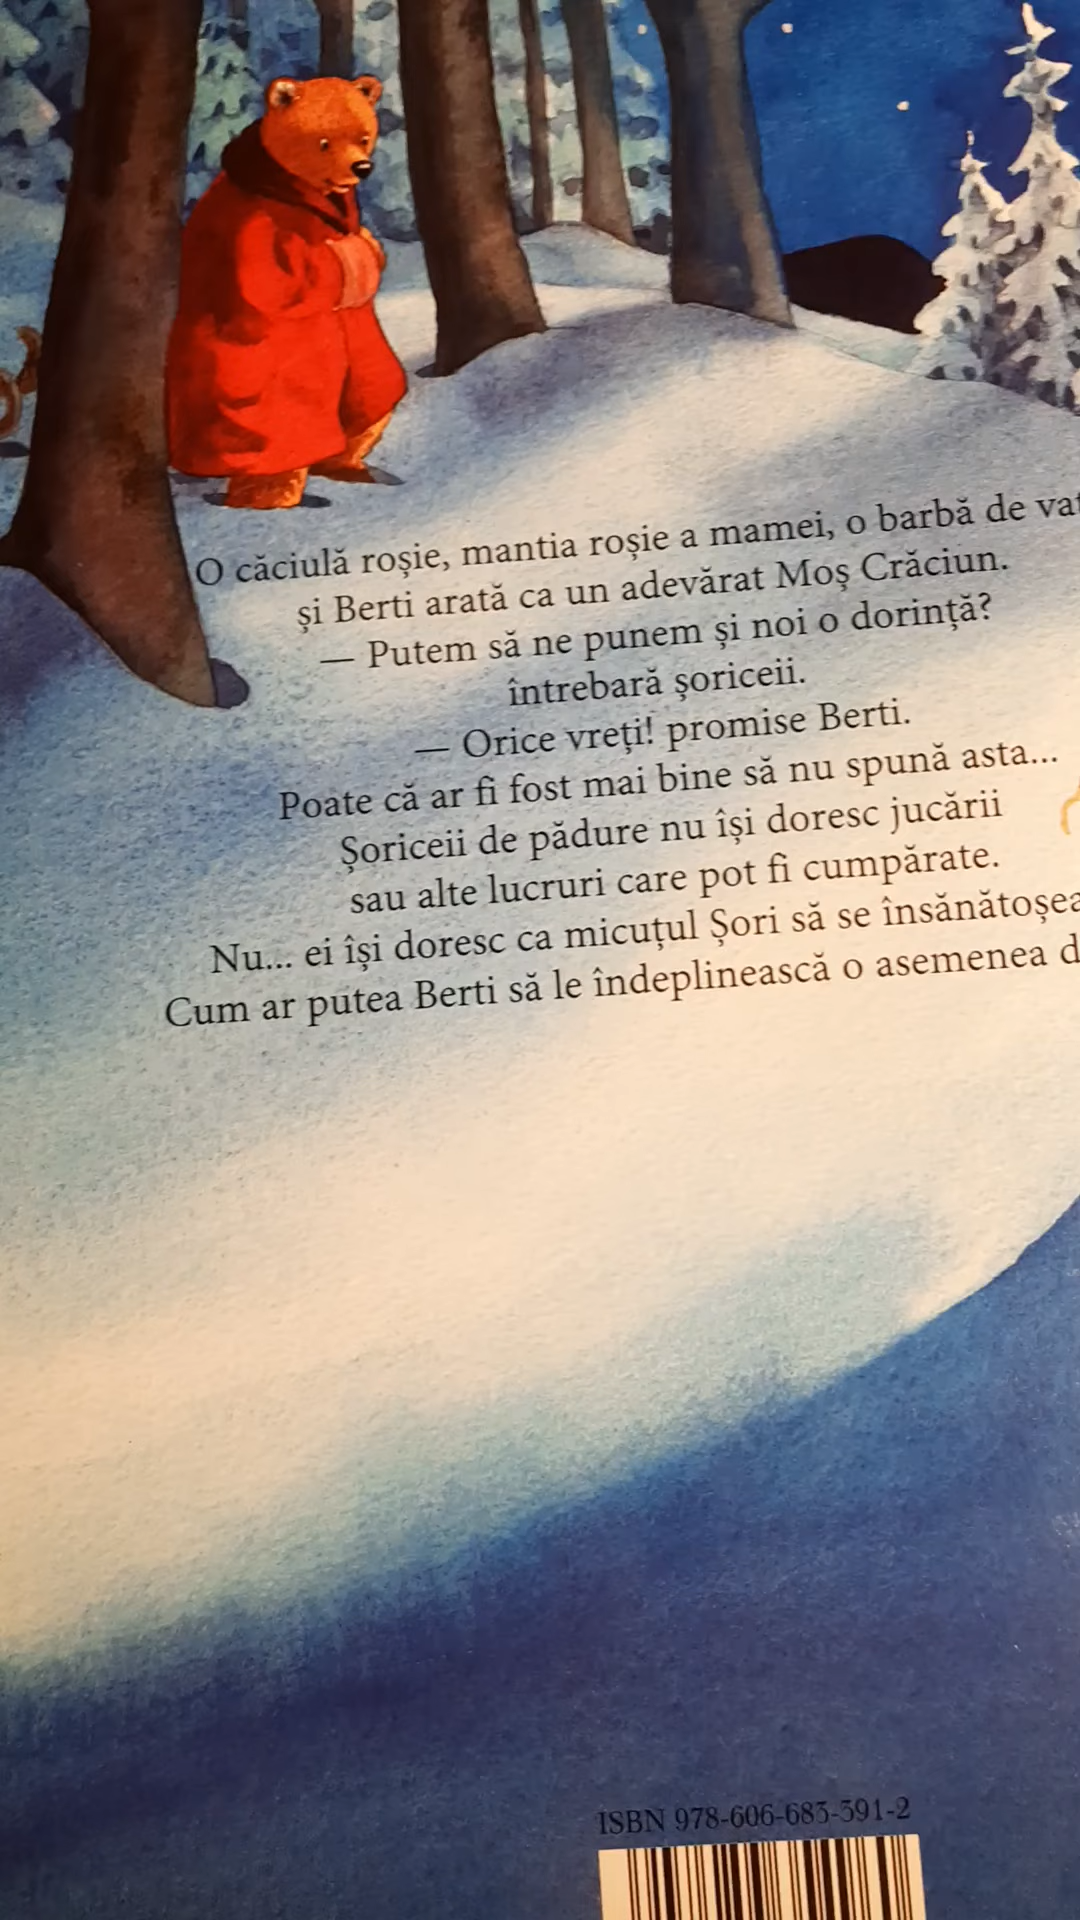 O căciulă roșie, mantia roșie a mamei, o barbă de
și Berti arată ca un adevărat Moș Crăciun.
— Putem să ne punem și noi o dorință?
întrebară șoriceii.
— Orice vreți! promise Berti.
Poate că ar fi fost mai bine să nu spună asta...
Șoriceii de pădure nu își doresc jucării
sau alte lucruri care pot fi cumpărate.
Nu... ei își doresc ca micuțul Șori să se
Cum ar putea Berti să le îndeplinească o asemenea
ISBN 978-606-683-391-2